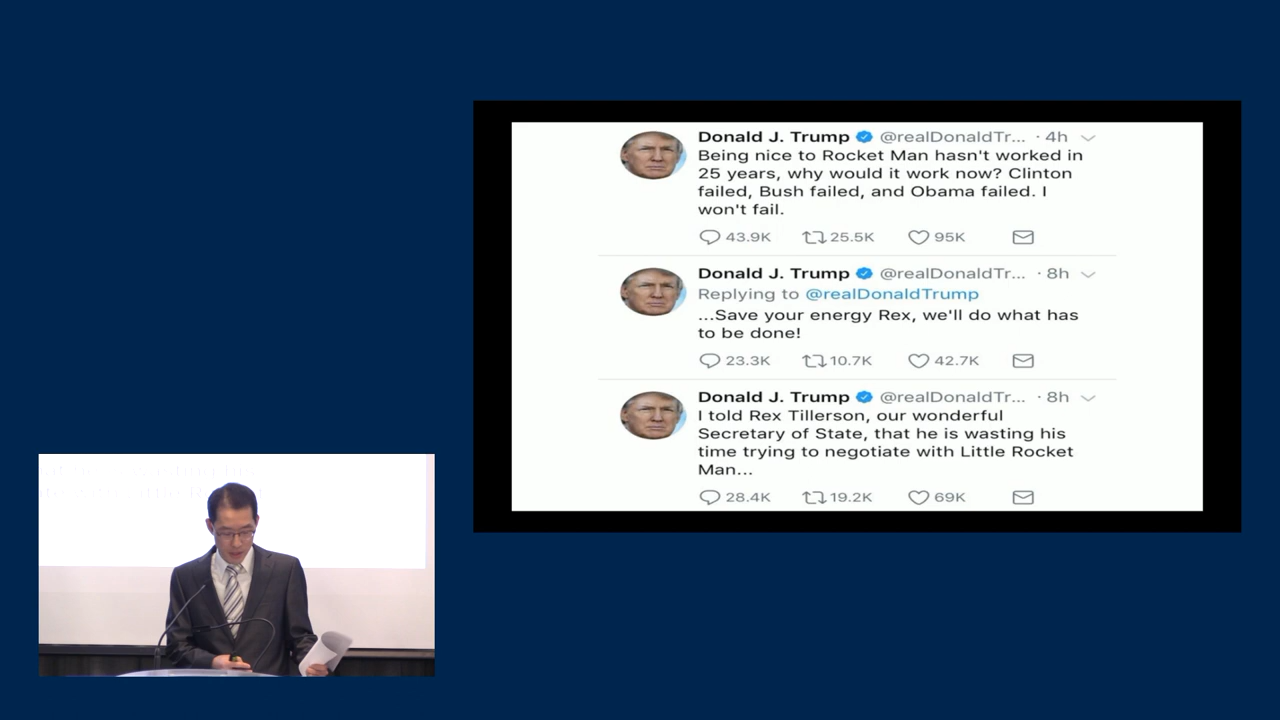 Donald J. Trump @realDonaldTr... · 4h
Being nice to Rocket Man hasn't worked in
25 years, why would it work now? Clinton
failed, Bush failed, and Obama failed. I
won't fail.
43.9K 25.5K 95K
Donald J. Trump @realDonaldTr... · 8h
Replying to @realDonaldTrump
...Save your energy Rex, we'll do what has
to be done!
23.3K 10.7K 42.7K
Donald J. Trump @realDonaldTr... · 8h
I told Rex Tillerson, our wonderful
Secretary of State, that he is wasting his
time trying to negotiate with Little Rocket
Man...
28.4K 19.2K 69K